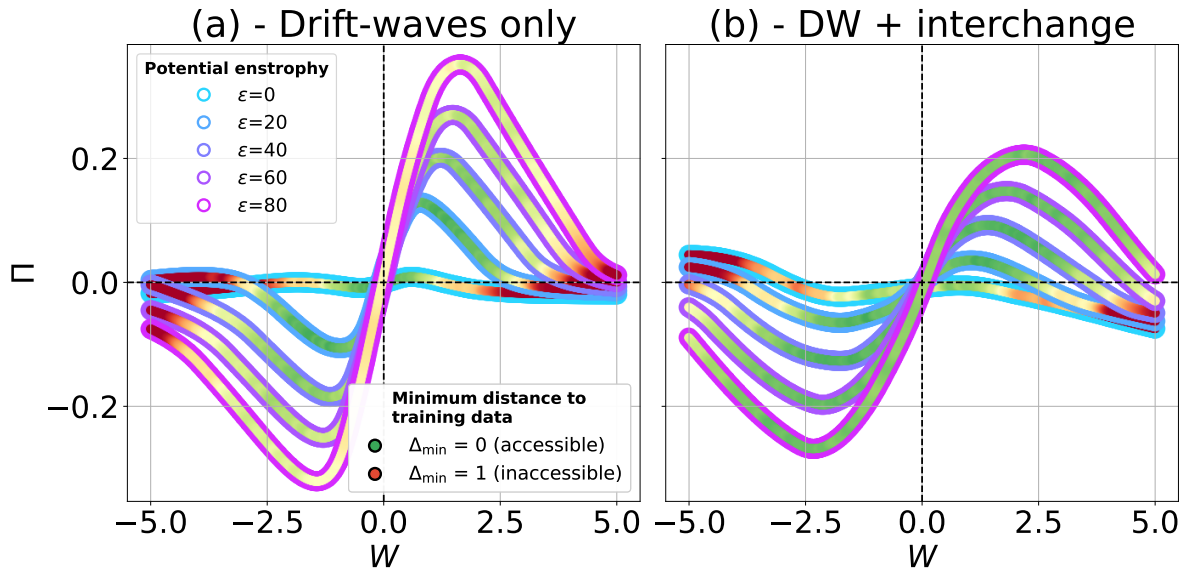 (a) - Drift-waves only
(b) - DW + interchange
Potential enstrophy
ε=0
ε=20
ε=40
ε=60
ε=80
0.2
0.0
−0.2
Π
Minimum distance to
training data
Δmin = 0 (accessible)
Δmin = 1 (inaccessible)
−5.0 −2.5 0.0 2.5 5.0
−5.0 −2.5 0.0 2.5 5.0
W
W